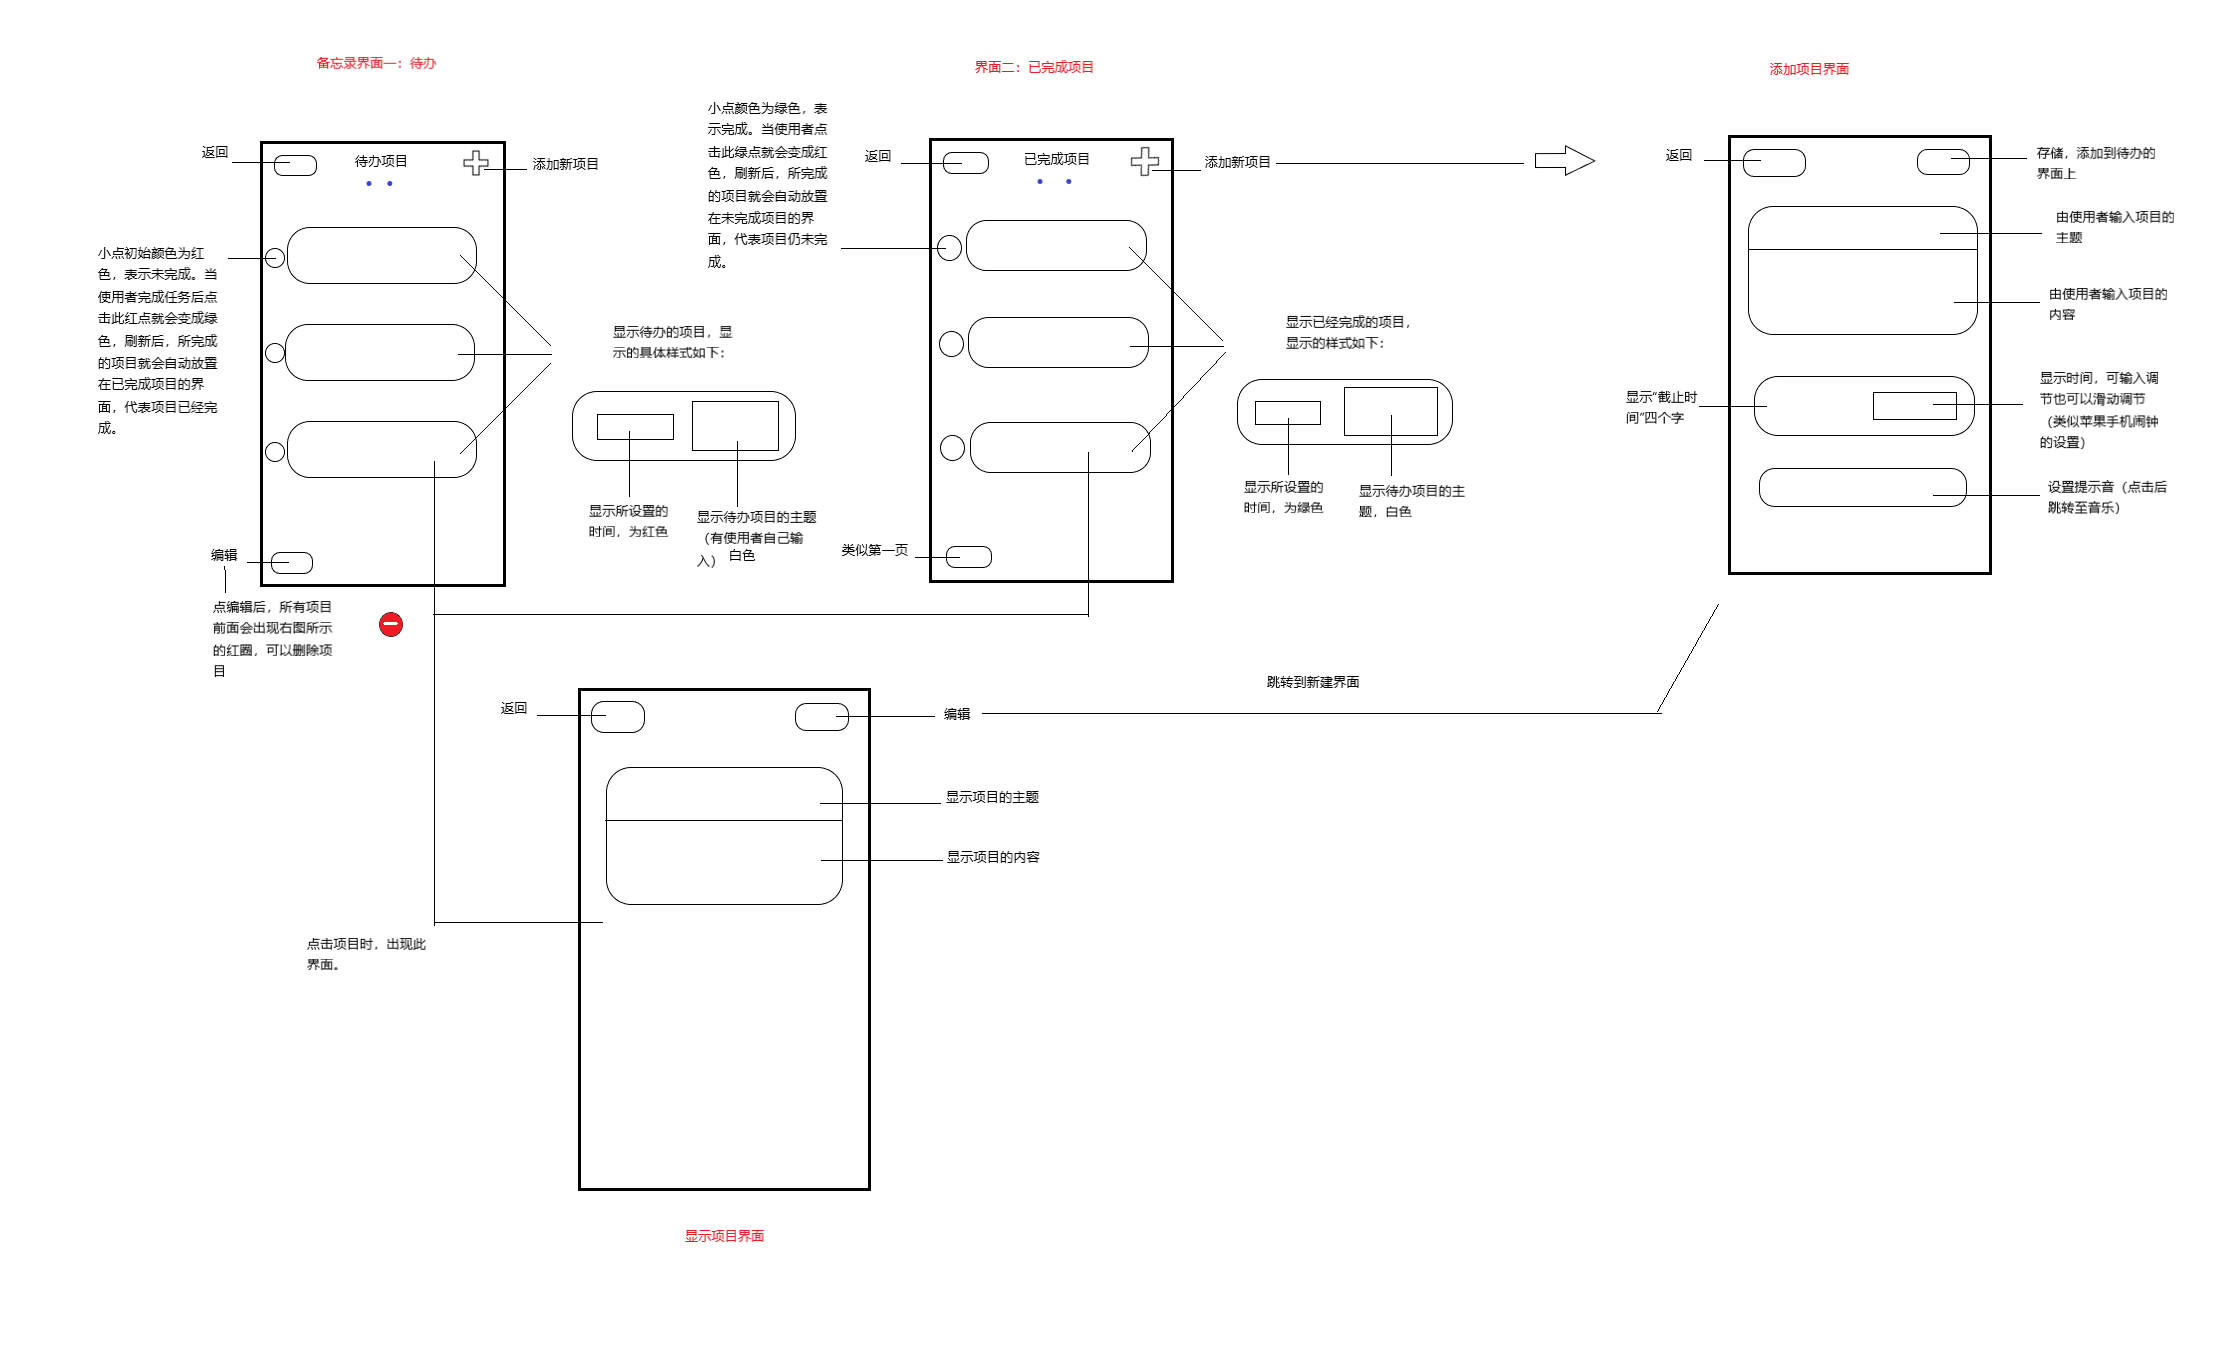 备忘录界面一：待办
界面二：已完成项目
添加项目界面
返回
待办项目
添加新项目
小点初始颜色为红
色，表示未完成。当
使用者完成任务后点
击此红点就会变成绿
色，刷新后，所完成
的项目就会自动放置
在已完成项目的界
面，代表项目已经完
成。
显示待办的项目，显
示的具体样式如下：
显示所设置的
时间，为红色
显示待办项目的主题
（有使用者自己输
入） 白色
编辑
点编辑后，所有项目
前面会出现右图所示
的红圈，可以删除项
目
小点颜色为绿色，表
示完成。当使用者点
击此绿点就会变成红
色，刷新后，所完成
的项目就会自动放置
在未完成项目的界
面，代表项目仍未完
成。
返回
已完成项目
添加新项目
显示已经完成的项目，
显示的样式如下：
显示所设置的
时间，为绿色
显示待办项目的主
题，白色
类似第一页
返回
存储，添加到待办的
界面上
由使用者输入项目的
主题
由使用者输入项目的
内容
显示“截止时
间”四个字
显示时间，可输入调
节也可以滑动调节
（类似苹果手机闹钟
的设置）
设置提示音（点击后
跳转至音乐）
跳转到新建界面
返回
编辑
显示项目的主题
显示项目的内容
点击项目时，出现此
界面。
显示项目界面